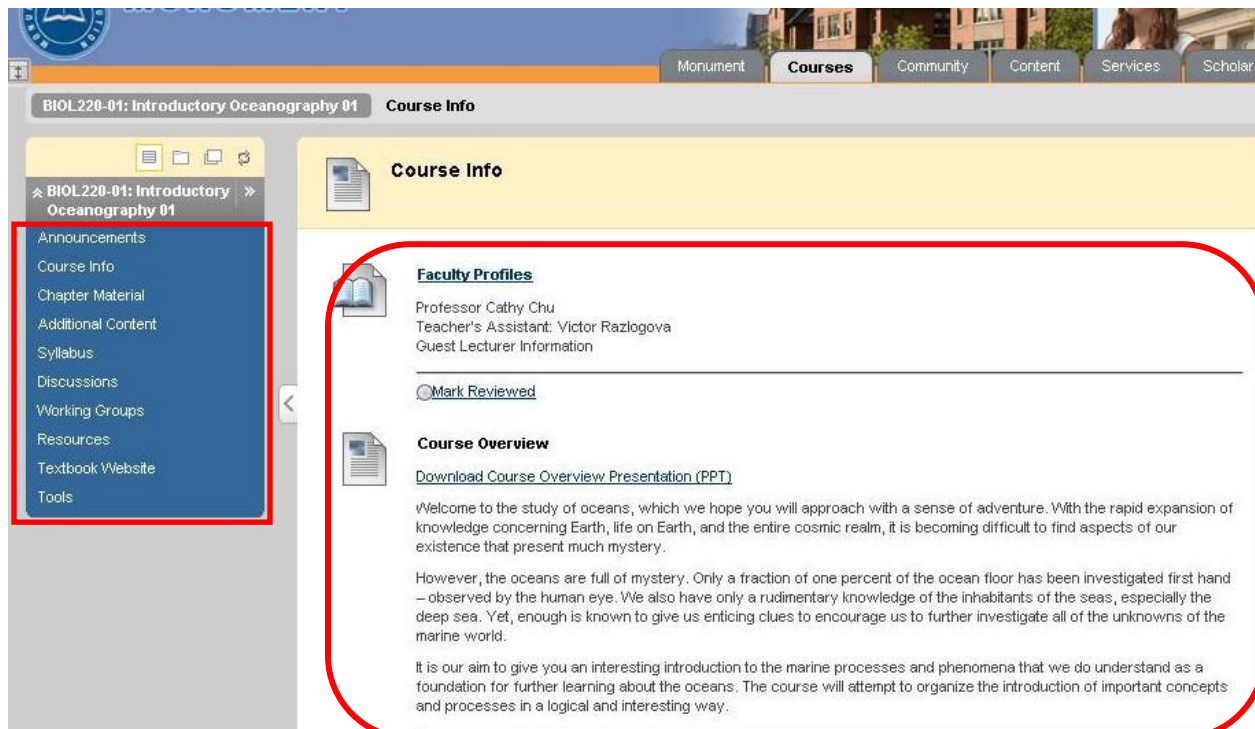 Monument Courses Community Content Services Scholar
BIOL220-01: Introductory Oceanography 01 Course Info
BIOL220-01: Introductory
Oceanography 01
Announcements
Course Info
Chapter Material
Additional Content
Syllabus
Discussions
Working Groups
Resources
Textbook Website
Tools
Course Info
Faculty Profiles
Professor Cathy Chu
Teacher's Assistant: Victor Razlogova
Guest Lecturer Information
Mark Reviewed
Course Overview
Download Course Overview Presentation (PPT)
Welcome to the study of oceans, which we hope you will approach with a sense of adventure. With the rapid expansion of
knowledge concerning Earth, life on Earth, and the entire cosmic realm, it is becoming difficult to find aspects of our
existence that present much mystery.
However, the oceans are full of mystery. Only a fraction of one percent of the ocean floor has been investigated first hand
– observed by the human eye. We also have only a rudimentary knowledge of the inhabitants of the seas, especially the
deep sea. Yet, enough is known to give us enticing clues to encourage us to further investigate all of the unknowns of the
marine world.
It is our aim to give you an interesting introduction to the marine processes and phenomena that we do understand as a
foundation for further learning about the oceans. The course will attempt to organize the introduction of important concepts
and processes in a logical and interesting way.